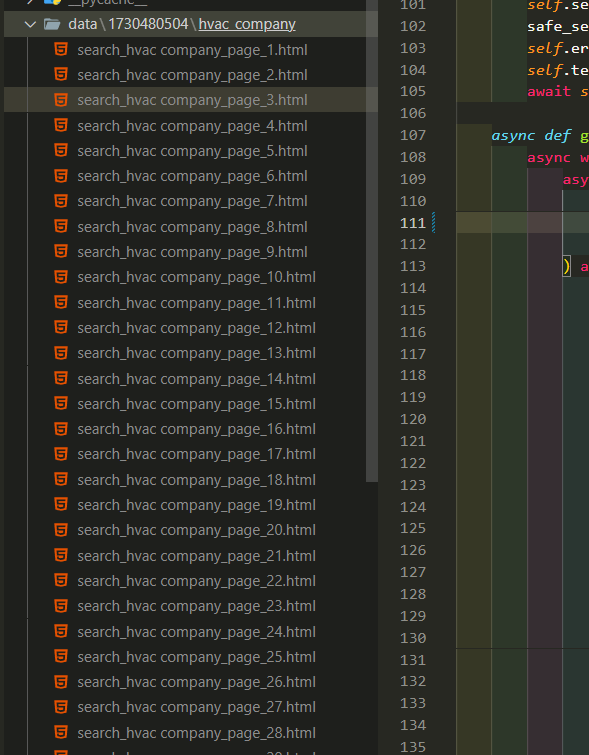 __pycache__
data\1730480504\hvac company
search_hvac company_page_1.html
search_hvac company_page_2.html
search_hvac company_page_3.html
search_hvac company_page_4.html
search_hvac company_page_5.html
search_hvac company_page_6.html
search_hvac company_page_7.html
search_hvac company_page_8.html
search_hvac company_page_9.html
search_hvac company_page_10.html
search_hvac company_page_11.html
search_hvac company_page_12.html
search_hvac company_page_13.html
search_hvac company_page_14.html
search_hvac company_page_15.html
search_hvac company_page_16.html
search_hvac company_page_17.html
search_hvac company_page_18.html
search_hvac company_page_19.html
search_hvac company_page_20.html
search_hvac company_page_21.html
search_hvac company_page_22.html
search_hvac company_page_23.html
search_hvac company_page_24.html
search_hvac company_page_25.html
search_hvac company_page_26.html
search_hvac company_page_27.html
search_hvac company_page_28.html
101 self.se
102 safe_se
103 self.er
104 self.te
105 await s
106
107 async def g
108 async w
109 asy
110
111
112
113 ) a
114
115
116
117
118
119
120
121
122
123
124
125
126
127
128
129
130
131
132
133
134
135